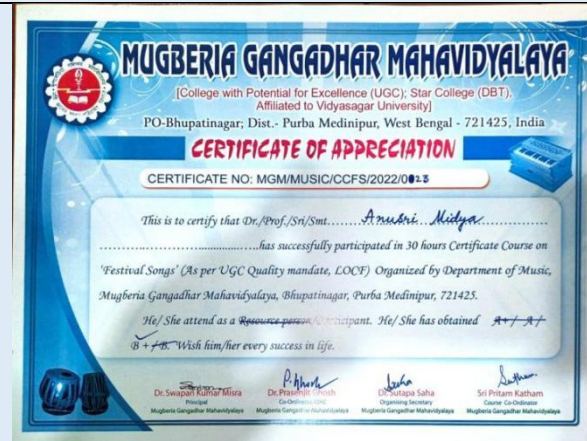 MUGBERIA GANGADHAR MAHAVIDYALAYA
[College with Potential for Excellence (UGC); Star College (DBT),
Affiliated to Vidyasagar University]
PO-Bhupatinagar; Dist.- Purba Medinipur, West Bengal - 721425, India
CERTIFICATE OF APPRECIATION
CERTIFICATE NO: MGM/MUSIC/CCFS/2022/0023
This is to certify that Dr./Prof./Sri/Smt......Anusri Midya
has successfully participated in 30 hours Certificate Course on
'Festival Songs' (As per UGC Quality mandate, LOCF) Organized by Department of Music,
Mugberia Gangadhar Mahavidyalaya, Bhupatinagar, Purba Medinipur, 721425.
He/ She attend as a Resource person/Participant. He/ She has obtained A+/ A/
B + / B. Wish him/her every success in life.
P. Ghosh
Dr. Swapan Kumar Misra Dr. Prasenjit Ghosh Dr. Sutapa Saha Sri Pritam Katham
Principal Co-Ordinator Organising Secretary Course Co-Ordinator
Mugberia Gangadhar Mahavidyalaya Mugberia Gangadhar Mahavidyalaya Mugberia Gangadhar Mahavidyalaya Mugberia Gangadhar Mahavidyalaya